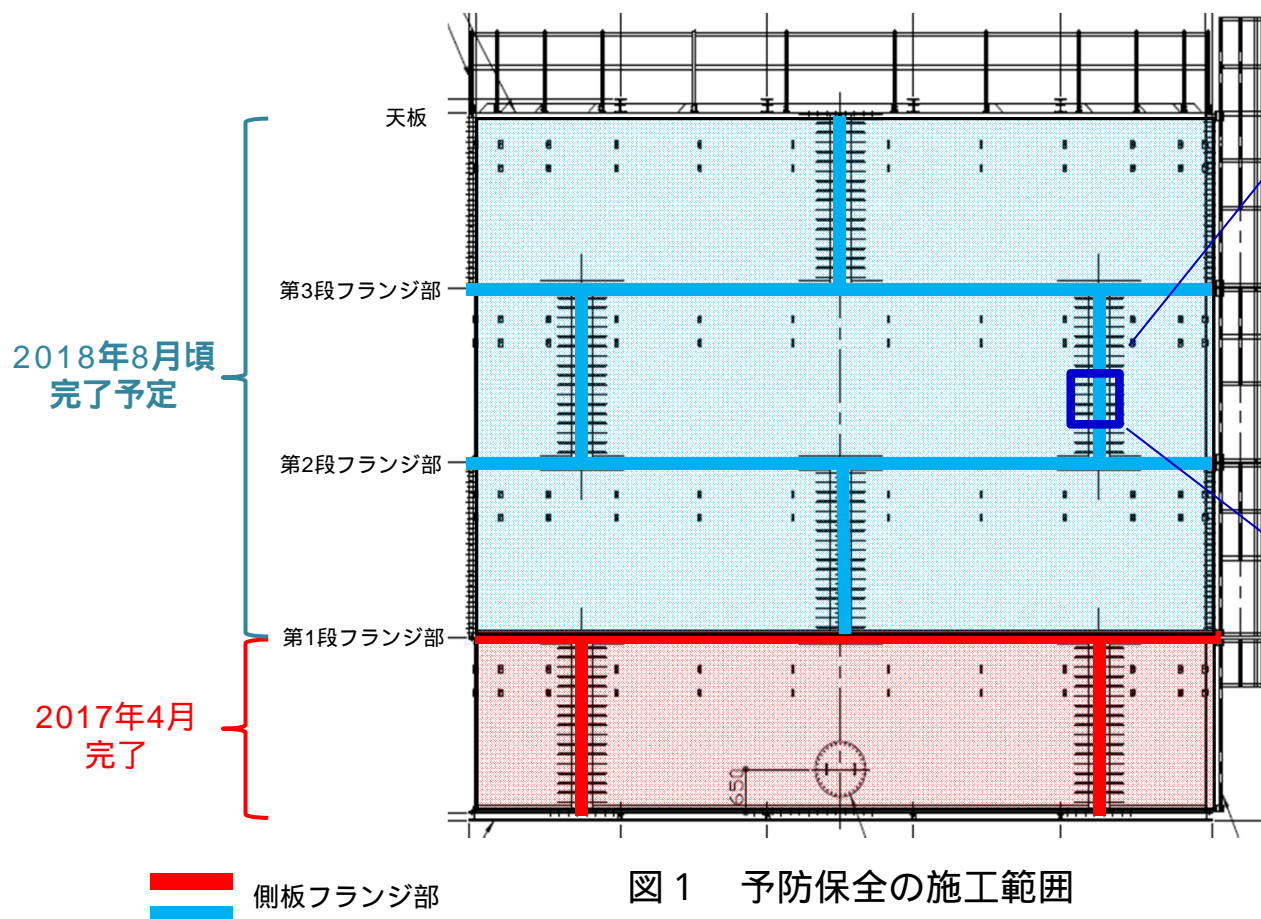 天板
第3段フランジ部
2018年8月頃
完了予定
第2段フランジ部
第1段フランジ部
2017年4月
完了
650
側板フランジ部
図1 予防保全の施工範囲